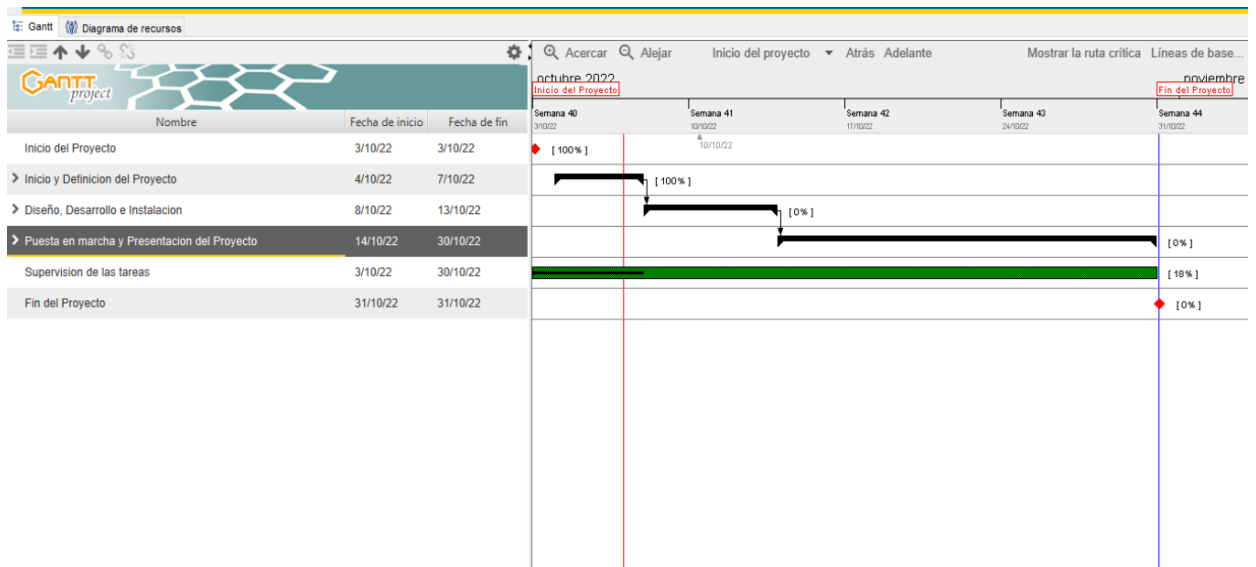 Gantt Diagrama de recursos
Acercar Alejar Inicio del proyecto Atrás Adelante Mostrar la ruta crítica Líneas de base...
GANTT
project
octubre 2022 noviembre
Inicio del Proyecto Fin del Proyecto
Nombre Fecha de inicio Fecha de fin
Semana 40 Semana 41 Semana 42 Semana 43 Semana 44
3/10/22 10/10/22 17/10/22 24/10/22 31/10/22
10/10/22
Inicio del Proyecto 3/10/22 3/10/22 [ 100% ]
Inicio y Definicion del Proyecto 4/10/22 7/10/22 [ 100% ]
Diseño, Desarrollo e Instalacion 8/10/22 13/10/22 [ 0% ]
Puesta en marcha y Presentacion del Proyecto 14/10/22 30/10/22 [ 0% ]
Supervision de las tareas 3/10/22 30/10/22 [ 18% ]
Fin del Proyecto 31/10/22 31/10/22 [ 0% ]